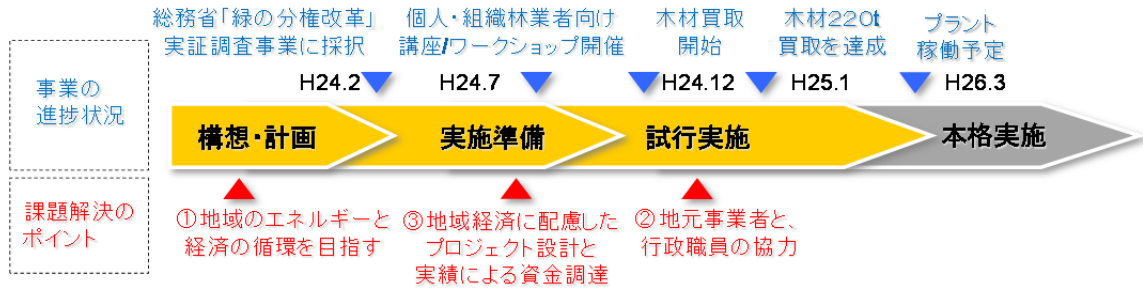 総務省「緑の分権改革」
実証調査事業に採択
個人・組織林業者向け
講座/ワークショップ開催
木材買取
開始
木材220t
買取を達成
プラント
稼働予定
事業の
進捗状況
H24.2
H24.7
H24.12
H25.1
H26.3
構想・計画
実施準備
試行実施
本格実施
課題解決の
ポイント
①地域のエネルギーと
経済の循環を目指す
③地域経済に配慮した
プロジェクト設計と
実績による資金調達
②地元事業者と、
行政職員の協力